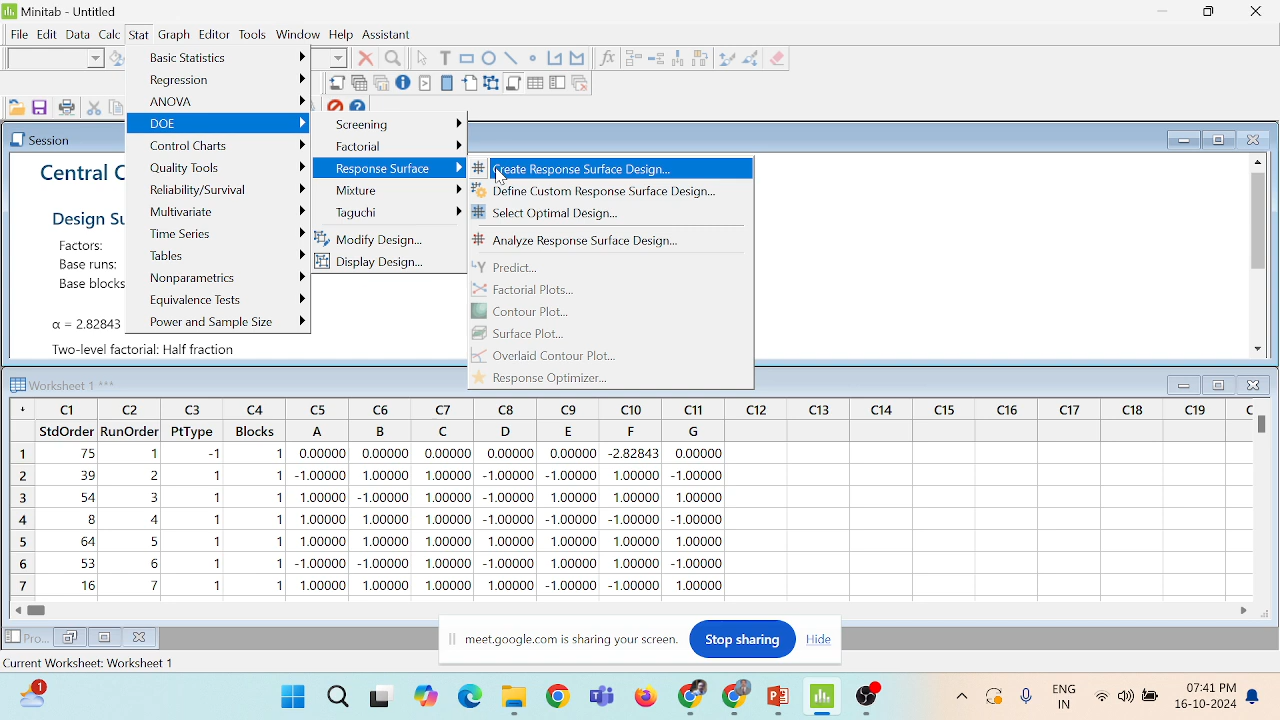 Minitab - Untitled
File Edit Data Calc Stat Graph Editor Tools Window Help Assistant
Basic Statistics
Regression
ANOVA
DOE
Control Charts
Quality Tools
Reliability/Survival
Multivariate
Time Series
Tables
Nonparametrics
Equivalence Tests
Power and Sample Size
Screening
Factorial
Response Surface
Mixture
Taguchi
Modify Design...
Display Design...
Create Response Surface Design...
Define Custom Response Surface Design...
Select Optimal Design...
Analyze Response Surface Design...
Predict...
Factorial Plots...
Contour Plot...
Surface Plot...
Overlaid Contour Plot...
Response Optimizer...
Session
Central C
Design Su
Factors:
Base runs:
Base blocks
α = 2.82843
Two-level factorial: Half fraction
Worksheet 1 ***
C1 C2 C3 C4 C5 C6 C7 C8 C9 C10 C11 C12 C13 C14 C15 C16 C17 C18 C19 C
StdOrder RunOrder PtType Blocks A B C D E F G
1 75 1 -1 1 0.00000 0.00000 0.00000 0.00000 0.00000 -2.82843 0.00000
2 39 2 1 1 -1.00000 1.00000 1.00000 -1.00000 -1.00000 1.00000 -1.00000
3 54 3 1 1 1.00000 -1.00000 1.00000 -1.00000 1.00000 1.00000 1.00000
4 8 4 1 1 1.00000 1.00000 1.00000 -1.00000 -1.00000 -1.00000 -1.00000
5 64 5 1 1 1.00000 1.00000 1.00000 1.00000 1.00000 1.00000 1.00000
6 53 6 1 1 -1.00000 -1.00000 1.00000 -1.00000 1.00000 1.00000 -1.00000
7 16 7 1 1 1.00000 1.00000 1.00000 1.00000 -1.00000 -1.00000 1.00000
Pro...
meet.google.com is sharing your screen. Stop sharing Hide
Current Worksheet: Worksheet 1
1
ENG
IN
07:41 PM
16-10-2024